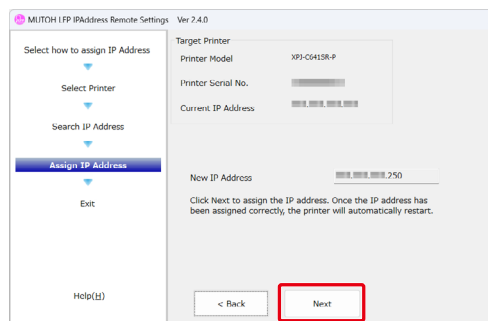 MUTOH LFP IPAddress Remote Settings Ver 2.4.0
Select how to assign IP Address
Select Printer
Search IP Address
Assign IP Address
Exit
Help(H)
Target Printer
Printer Model XPJ-C641SR-P
Printer Serial No.
Current IP Address
New IP Address .250
Click Next to assign the IP address. Once the IP address has
been assigned correctly, the printer will automatically restart.
< Back Next